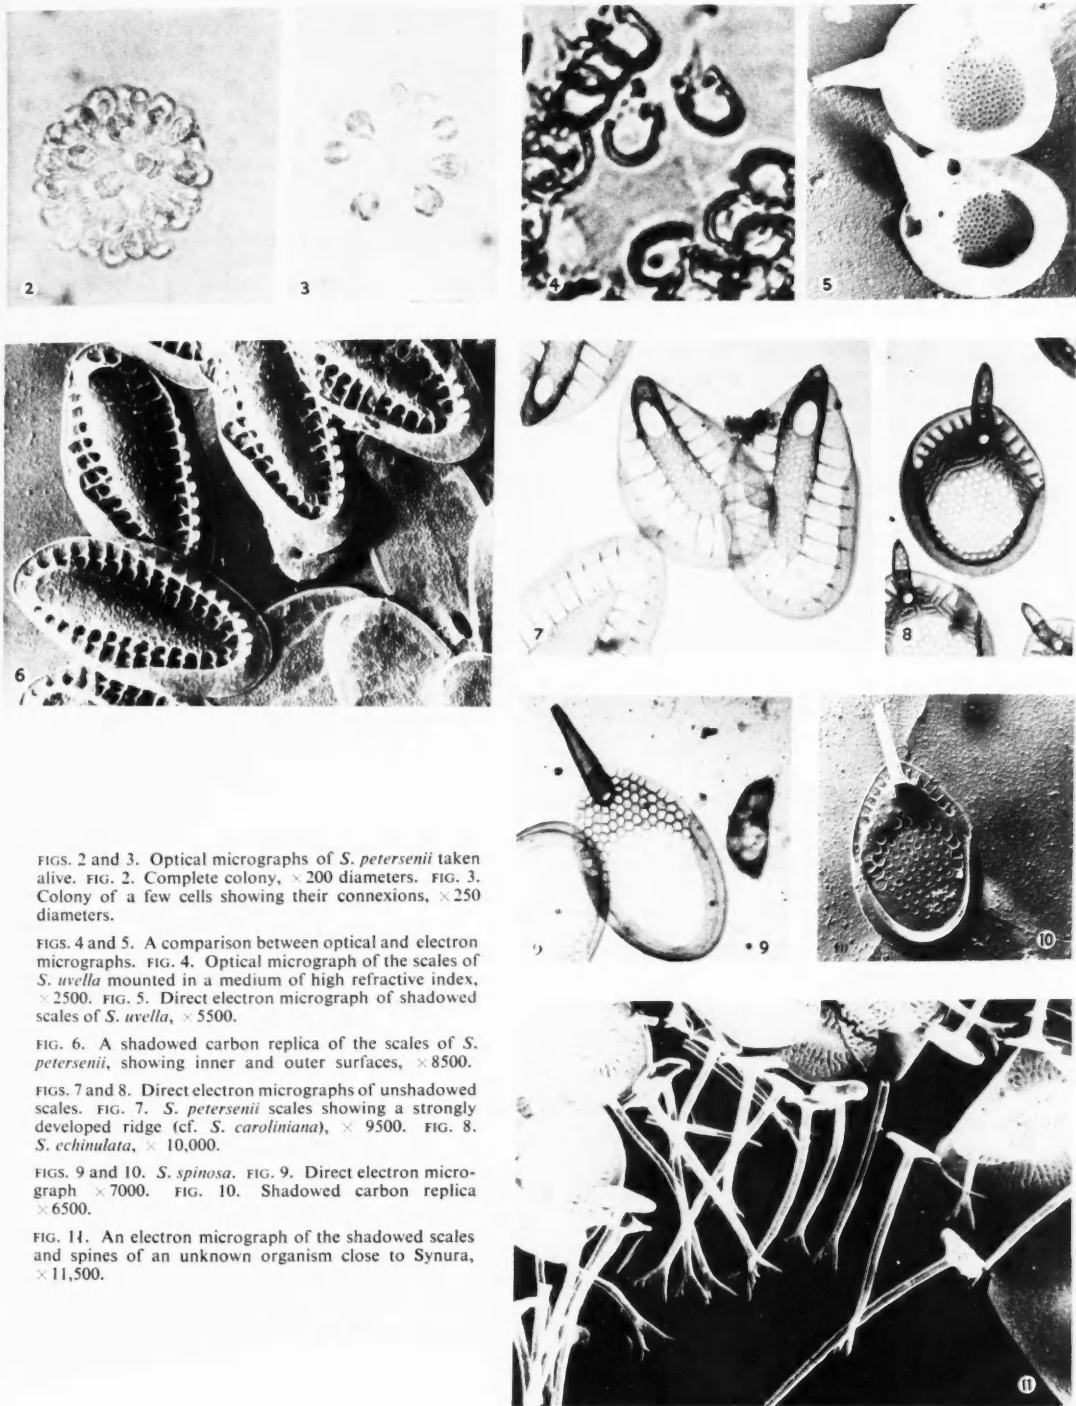 2
3
4
5
6
7
8
9
9
10
10
11
FIGS. 2 and 3. Optical micrographs of S. petersenii taken
alive. FIG. 2. Complete colony, × 200 diameters. FIG. 3.
Colony of a few cells showing their connexions, ×250
diameters.
FIGS. 4 and 5. A comparison between optical and electron
micrographs. FIG. 4. Optical micrograph of the scales of
S. uvella mounted in a medium of high refractive index,
× 2500. FIG. 5. Direct electron micrograph of shadowed
scales of S. uvella, × 5500.
FIG. 6. A shadowed carbon replica of the scales of S.
petersenii, showing inner and outer surfaces, ×8500.
FIGS. 7 and 8. Direct electron micrographs of unshadowed
scales. FIG. 7. S. petersenii scales showing a strongly
developed ridge (cf. S. caroliniana), × 9500. FIG. 8.
S. echinulata, × 10,000.
FIGS. 9 and 10. S. spinosa. FIG. 9. Direct electron micro-
graph ×7000. FIG. 10. Shadowed carbon replica
×6500.
FIG. 11. An electron micrograph of the shadowed scales
and spines of an unknown organism close to Synura,
× 11,500.